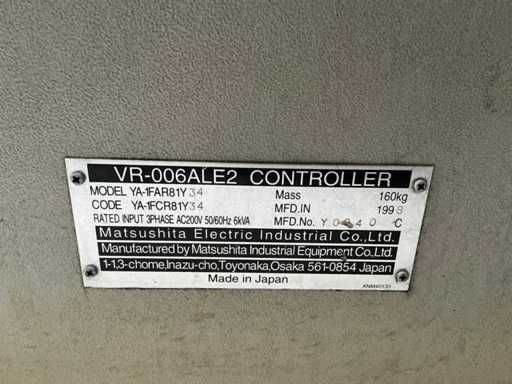 VR-006ALE2 CONTROLLER
MODEL YA-1FAR81Y34 Mass 160kg
CODE YA-1FCR81Y34 MFD.IN 1998
RATED INPUT 3PHASE AC200V 50/60Hz 6kVA MFD.No.
Matsushita Electric Industrial Co.,Ltd.
Manufactured by Matsushita Industrial Equipment Co.,Ltd.
1-1,3-chome,Inazu-cho,Toyonaka,Osaka 561-0854 Japan
Made in Japan